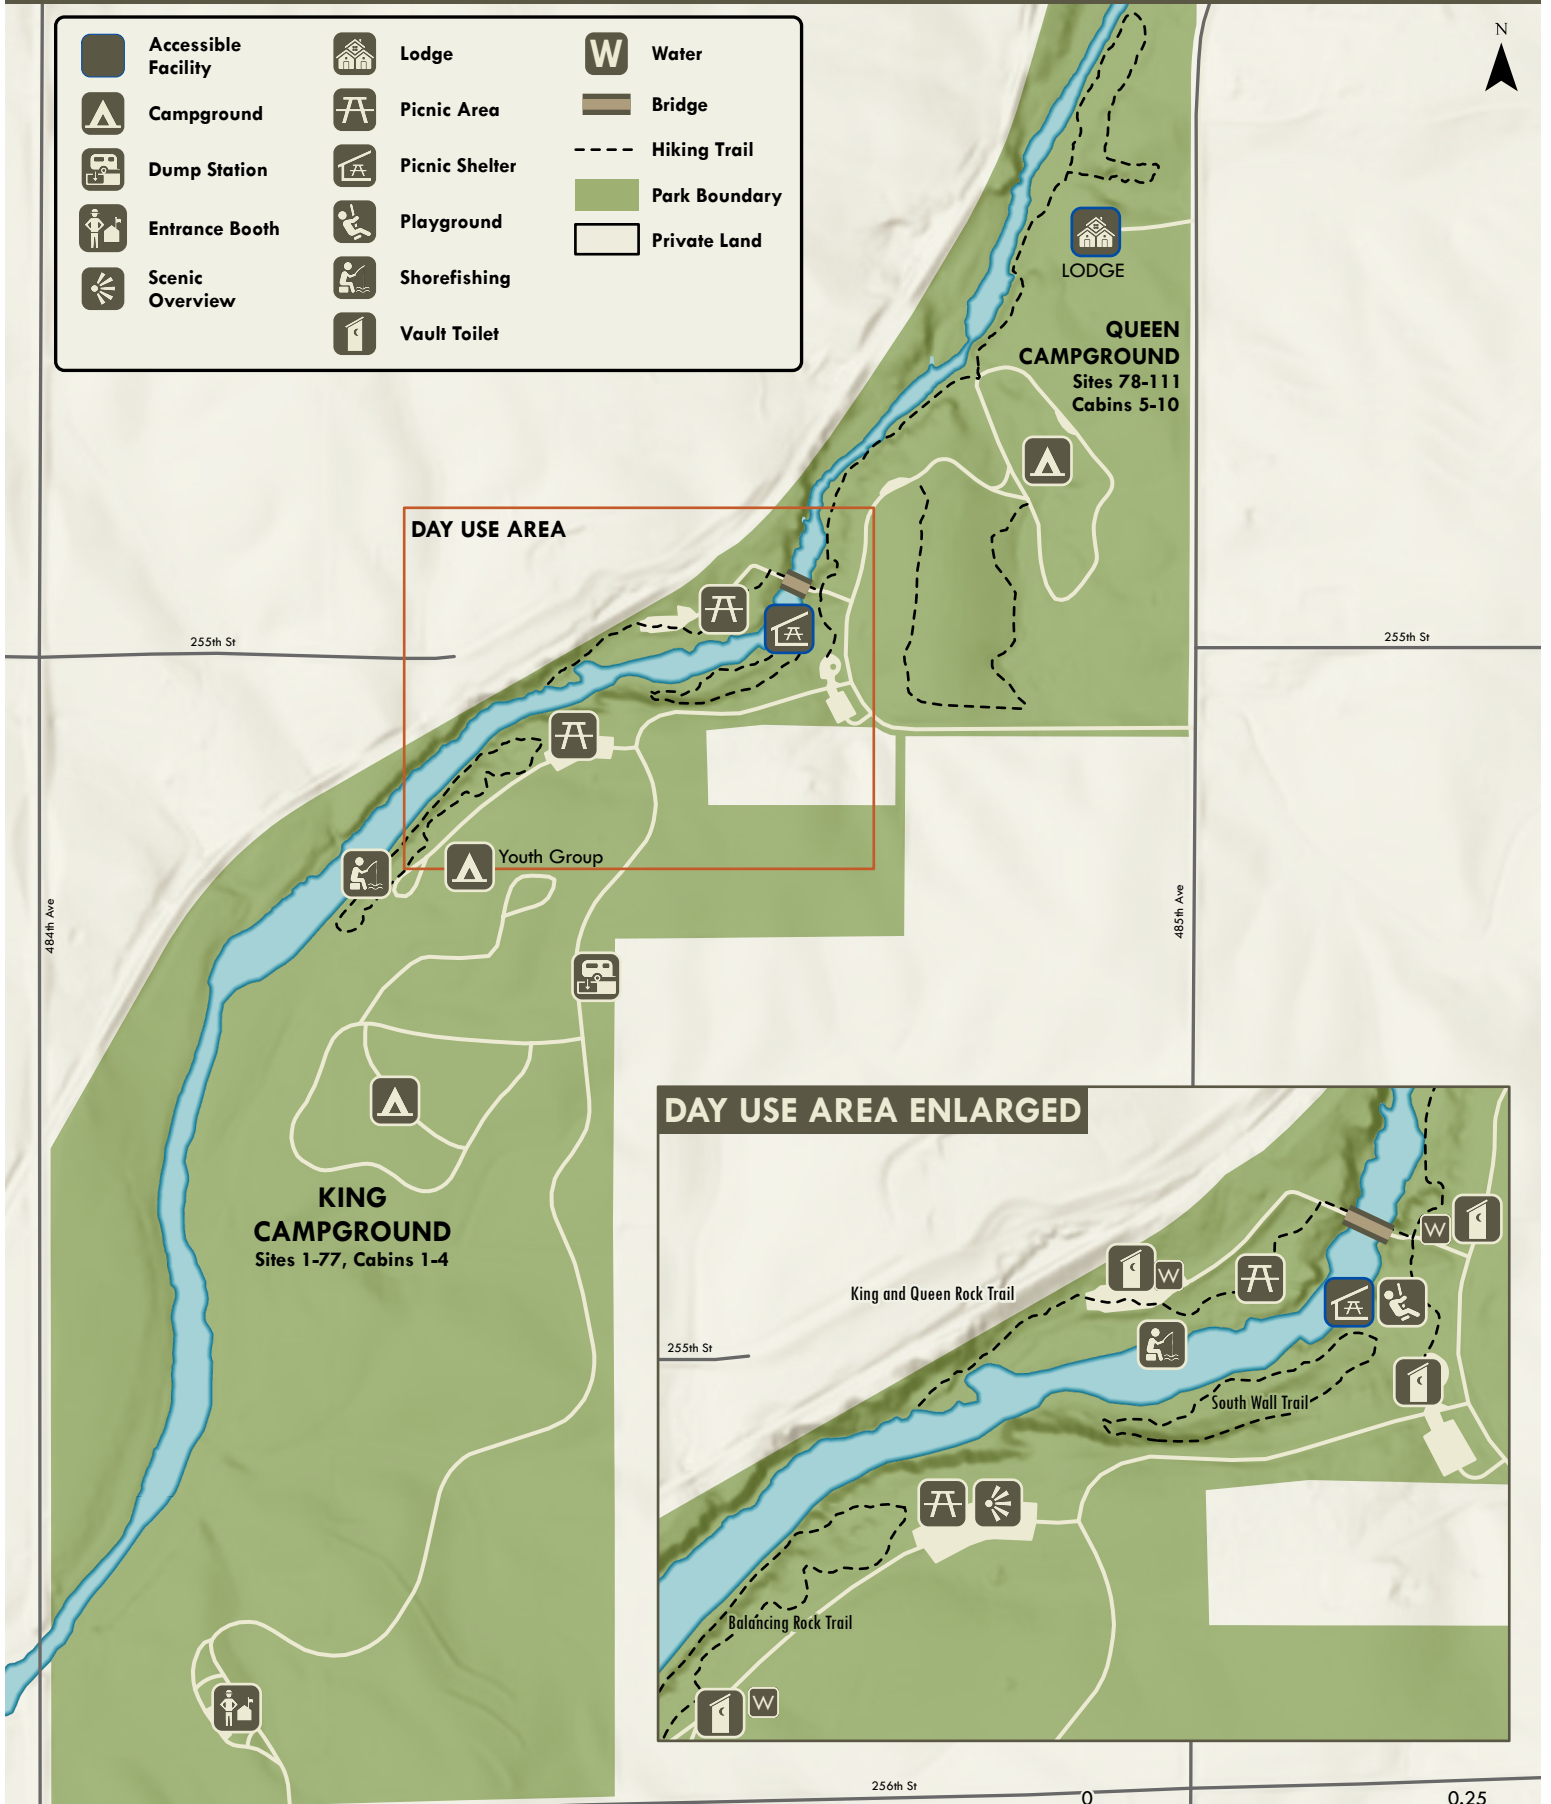 Accessible
Facility
Campground
Dump Station
Entrance Booth
Scenic
Overview
Lodge
Picnic Area
Picnic Shelter
Playground
Shorefishing
Vault Toilet
W
Water
Bridge
Hiking Trail
Park Boundary
Private Land
N
LODGE
QUEEN
CAMPGROUND
Sites 78-111
Cabins 5-10
DAY USE AREA
255th St
255th St
Youth Group
484th Ave
485th Ave
KING
CAMPGROUND
Sites 1-77, Cabins 1-4
DAY USE AREA ENLARGED
W
W
King and Queen Rock Trail
255th St
South Wall Trail
Balancing Rock Trail
W
256th St
0
0.25